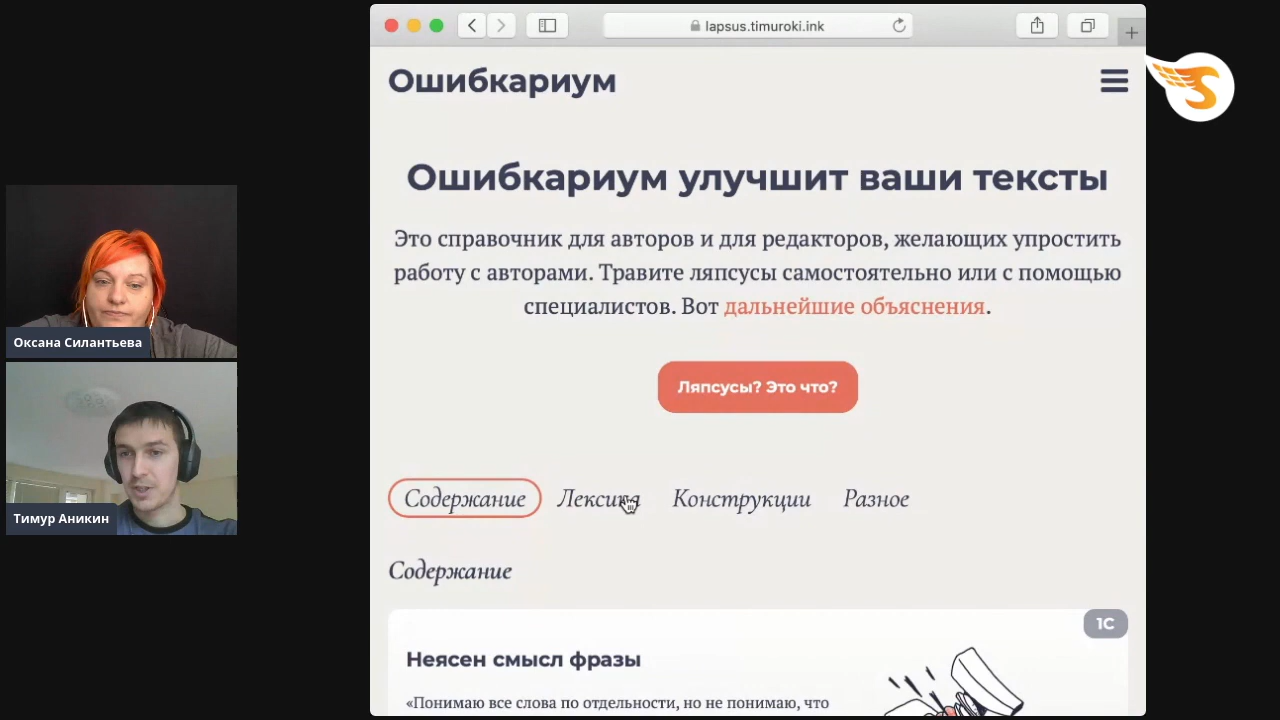 lapsus.timuroki.ink
Ошибкариум
Ошибкариум улучшит ваши тексты
Это справочник для авторов и для редакторов, желающих упростить
работу с авторами. Травите ляпсусы самостоятельно или с помощью
специалистов. Вот дальнейшие объяснения.
Ляпсусы? Это что?
Содержание Лексика Конструкции Разное
Содержание
1С
Неясен смысл фразы
«Понимаю все слова по отдельности, но не понимаю, что
Оксана Силантьева
Тимур Аникин